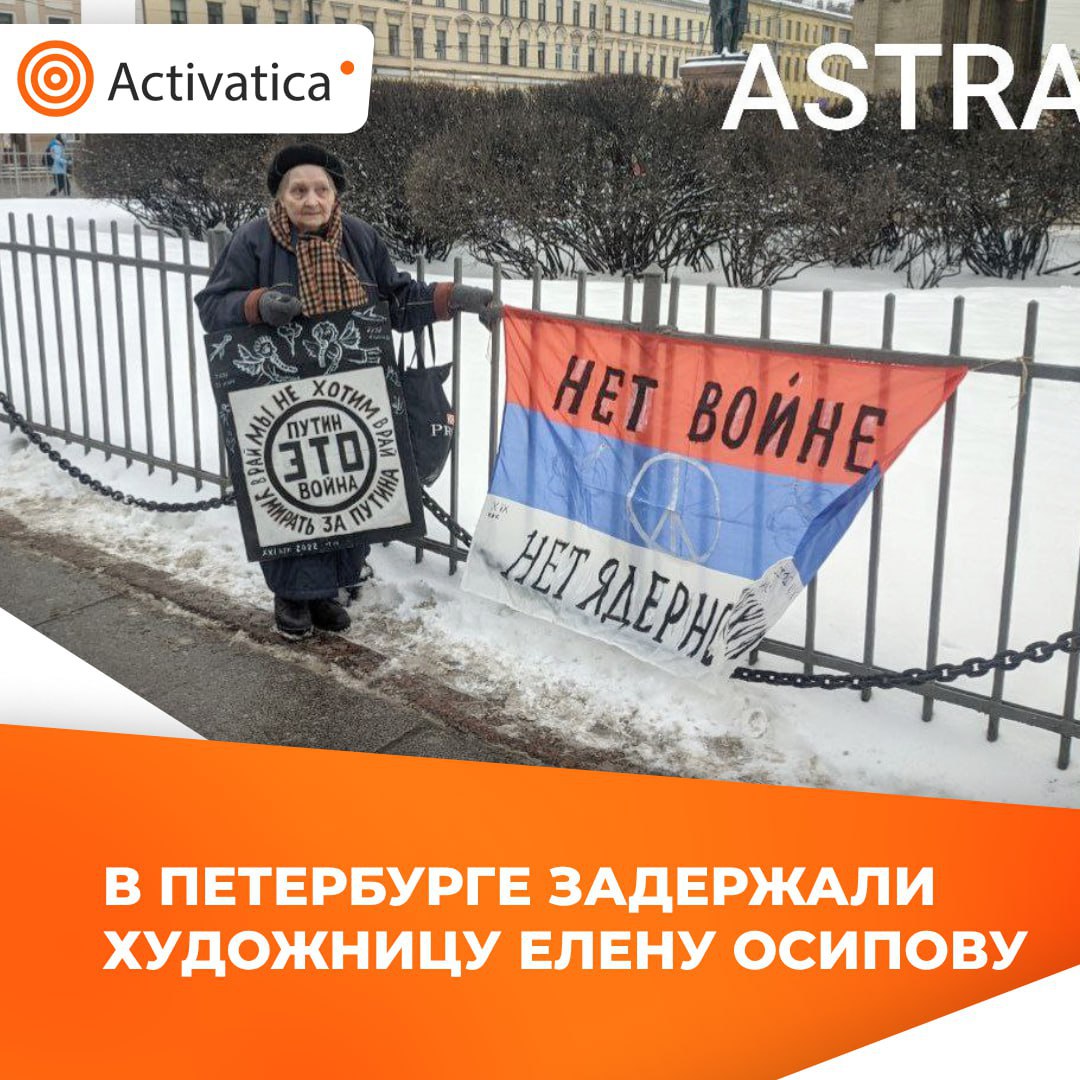 Activatica
ASTRA
МЫ НЕ ХОТИМ В РАЙ
УМИРАТЬ ЗА ПУТИНА
ПУТИН
ЭТО
ВОЙНА
НЕТ ВОЙНЕ
НЕТ ЯДЕРНО
В ПЕТЕРБУРГЕ ЗАДЕРЖАЛИ
ХУДОЖНИЦУ ЕЛЕНУ ОСИПОВУ